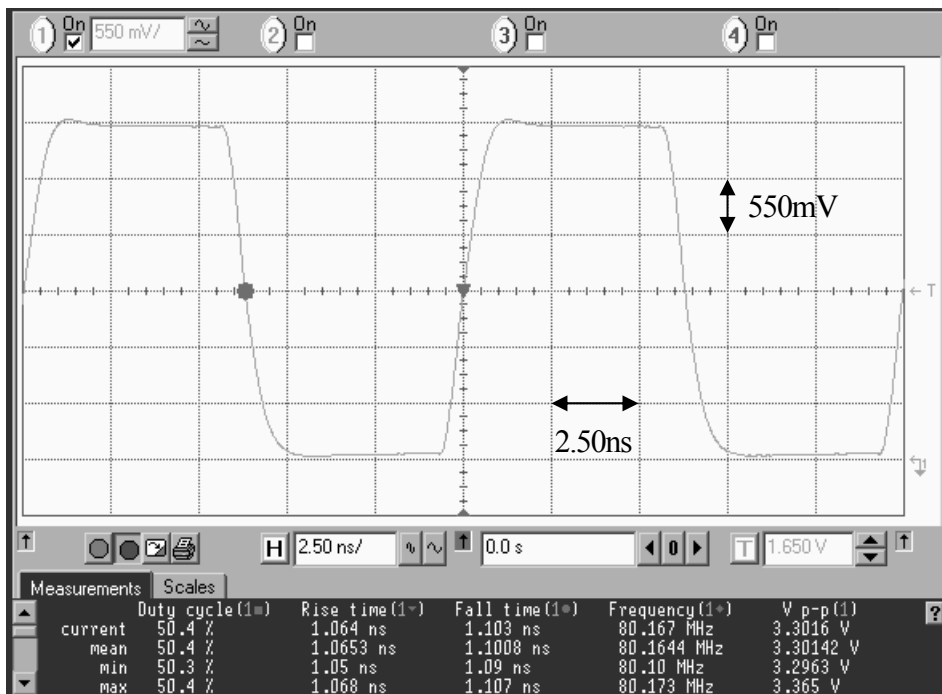 1 On 550 mV/ 2 On 3 On 4 On
550mV
T
2.50ns
1
H 2.50 ns/ 0.0 s 0 T 1.650 V
Measurements Scales
Duty cycle(1) Rise time(1) Fall time(1) Frequency(1) V p-p(1) ?
current 50.4 % 1.064 ns 1.103 ns 80.167 MHz 3.3016 V
mean 50.4 % 1.0653 ns 1.1008 ns 80.1644 MHz 3.30142 V
min 50.3 % 1.05 ns 1.09 ns 80.10 MHz 3.2963 V
max 50.4 % 1.068 ns 1.107 ns 80.173 MHz 3.365 V